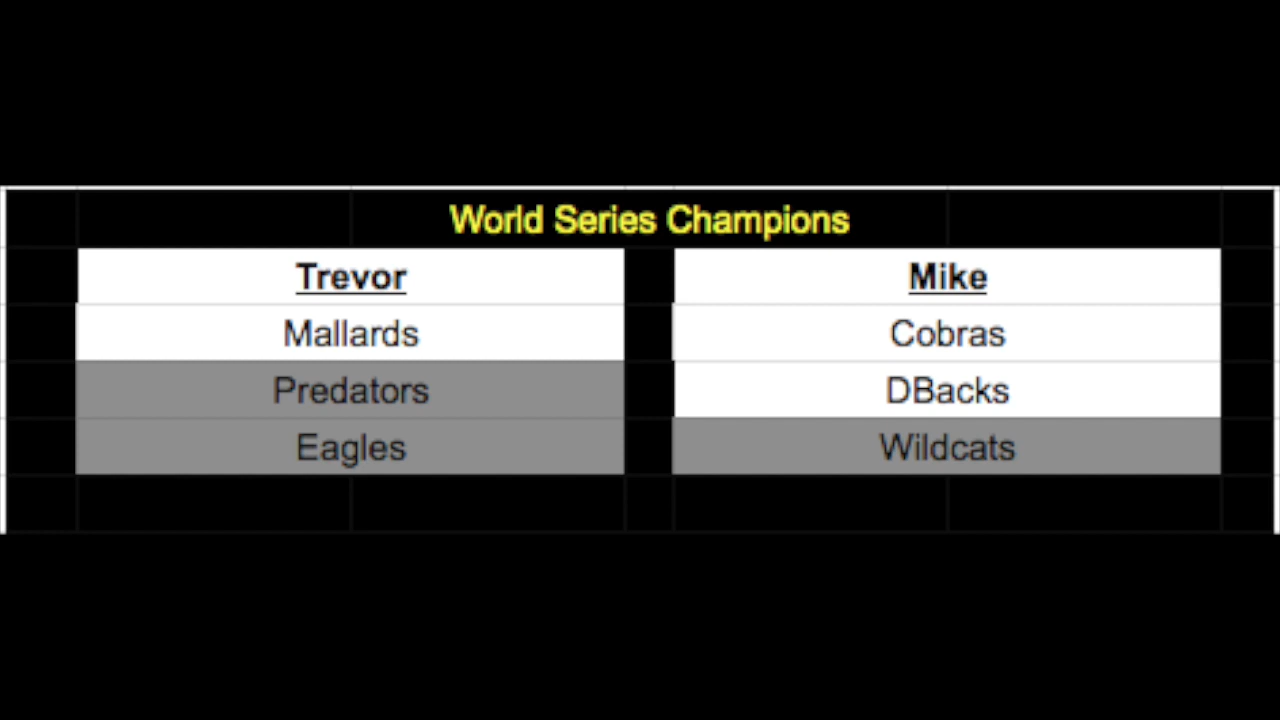 World Series Champions
Trevor
Mike
Mallards
Cobras
Predators
DBacks
Eagles
Wildcats